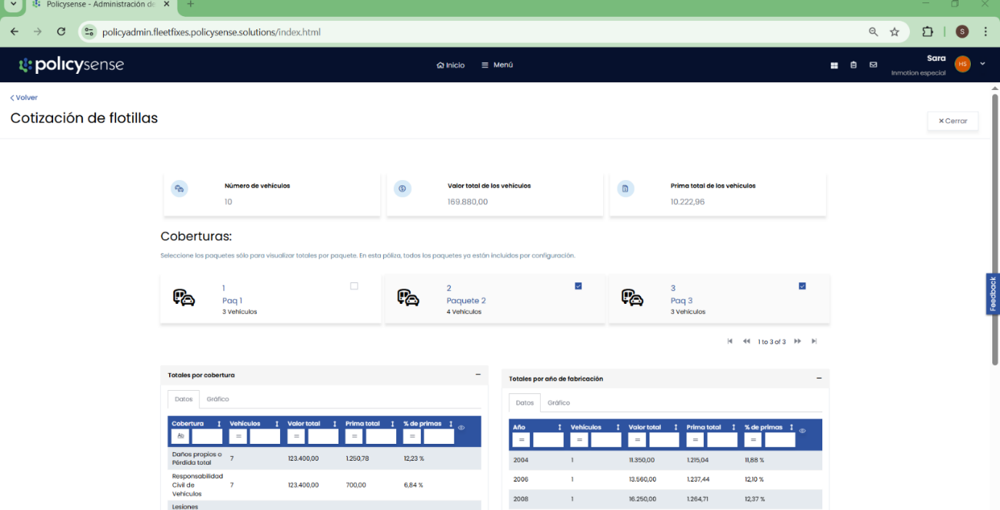 Policysense - Administración de
policyadmin.fleetfixes.policysense.solutions/index.html
S
policysense
Inicio
Menú
Sara
Inmotion especial
HS
Volver
Cotización de flotillas
Cerrar
Número de vehículos
10
Valor total de los vehículos
169.880,00
Prima total de los vehículos
10.222,96
Coberturas:
Seleccione los paquetes sólo para visualizar totales por paquete. En esta póliza, todos los paquetes ya están incluidos por configuración.
1
Paq 1
3 Vehículos
2
Paquete 2
4 Vehículos
3
Paq 3
3 Vehículos
Feedback
1 to 3 of 3
Totales por cobertura
Datos Gráfico
Cobertura Vehículos Valor total Prima total % de primas
Ab = = = =
Daños propios o
Pérdida total 7 123.400,00 1.250,78 12,23 %
Responsabilidad
Civil de
Vehículos 7 123.400,00 700,00 6,84 %
Lesiones
Totales por año de fabricación
Datos Gráfico
Año Vehículos Valor total Prima total % de primas
= = = = =
2004 1 11.350,00 1.215,04 11,88 %
2006 1 13.560,00 1.237,44 12,10 %
2008 1 16.250,00 1.264,71 12,37 %